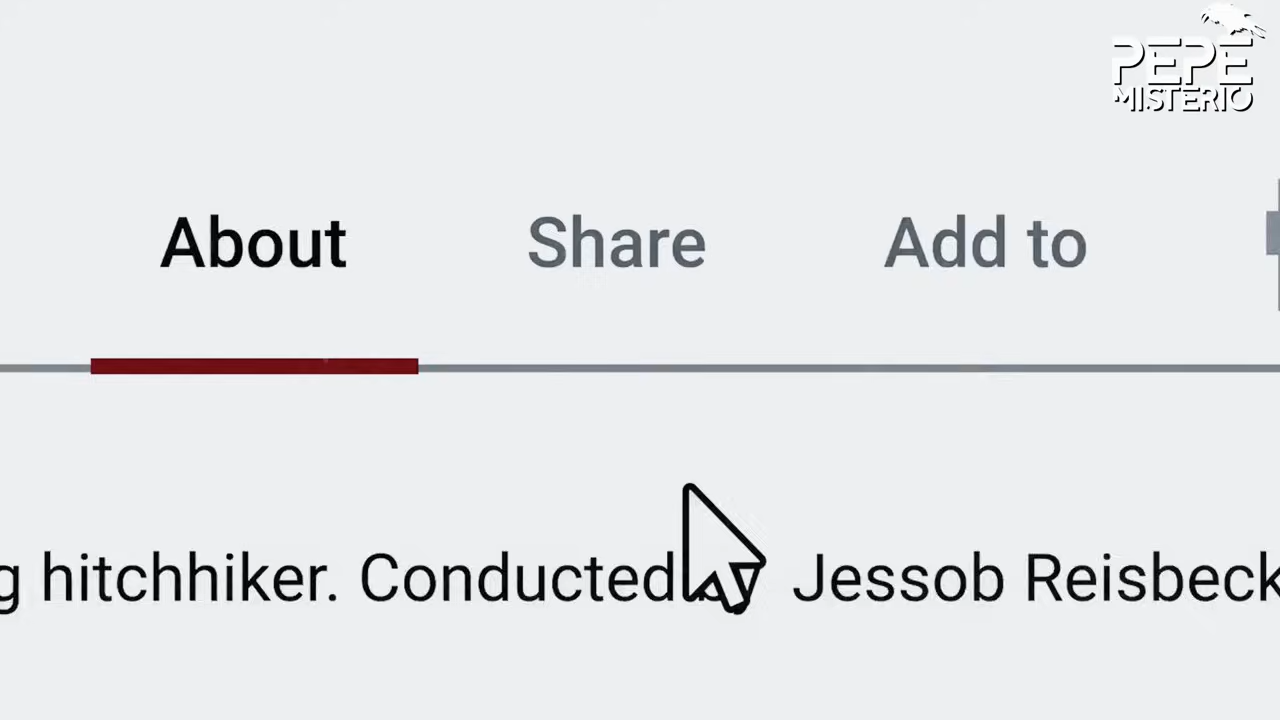 PEPE
MISTERIO
About Share Add to
g hitchhiker. Conducted Jessob Reisbeck